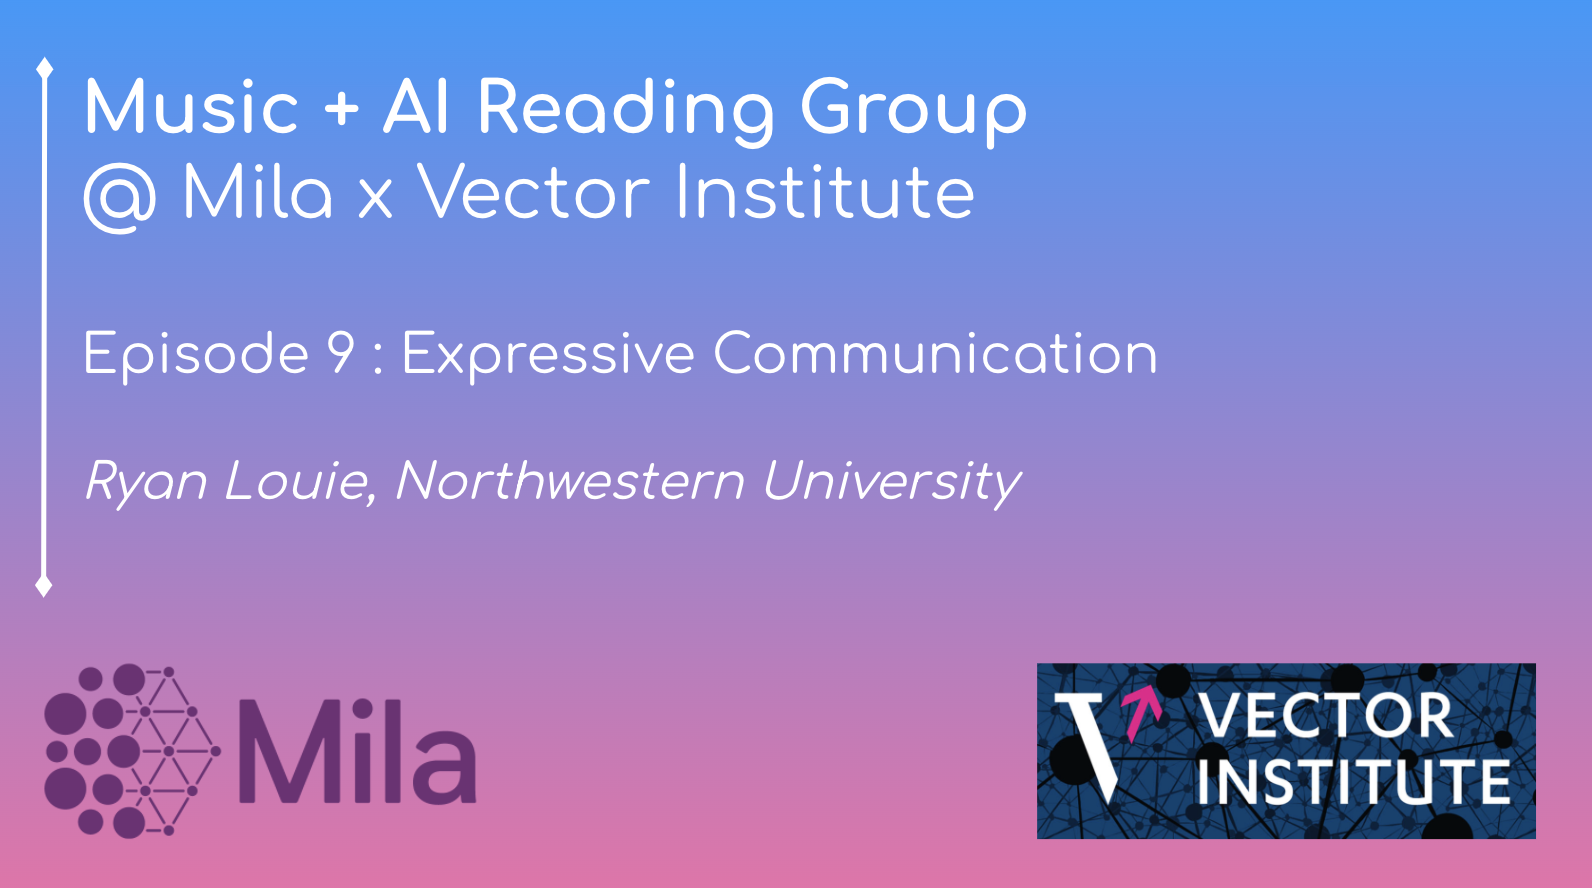 Music + AI Reading Group
@ Mila x Vector Institute
Episode 9 : Expressive Communication
Ryan Louie, Northwestern University
Mila
VECTOR
INSTITUTE